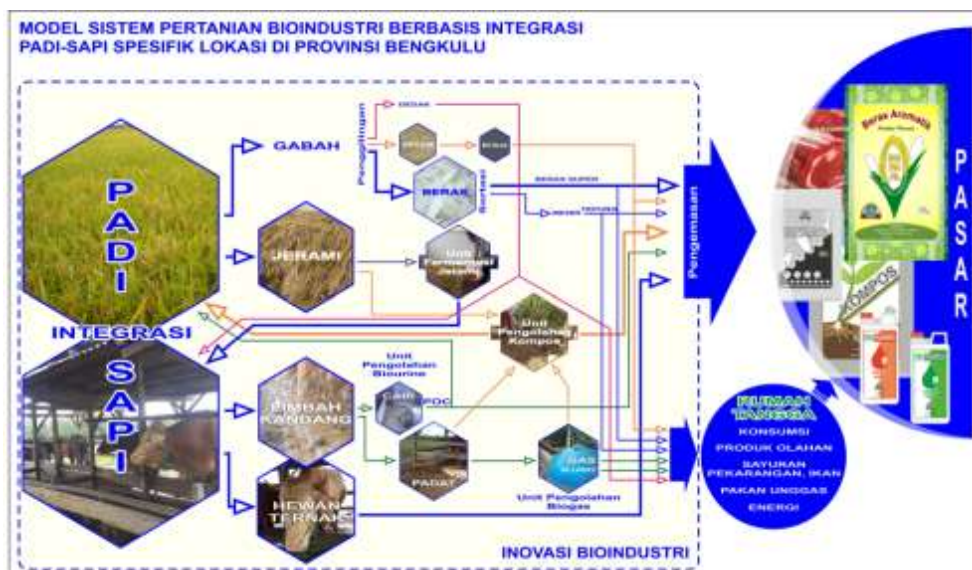 MODEL SISTEM PERTANIAN BIOINDUSTRI BERBASIS INTEGRASI
PADI-SAPI SPESIFIK LOKASI DI PROVINSI BENGKULU
PADI
INTEGRASI
SAPI
GABAH
Penggilingan
DEDAK
BERAS
Sortasi
BERAS SUPER
JERAMI
Unit
Fermentasi
Jerami
Unit
Pengolahan
Kompos
Unit
Pengolahan
Biourine
LIMBAH
KANDANG
CAIR
POC
PADAT
GAS
Unit Pengolahan
Biogas
HEWAN
TERNAK
INOVASI BIOINDUSTRI
Pengemasan
PASAR
Beras Aromatik
KOMPOS
RUMAH
TANGGA
KONSUMSI
PRODUK OLAHAN
SAYURAN
PEKARANGAN, IKAN
PAKAN UNGGAS
ENERGI